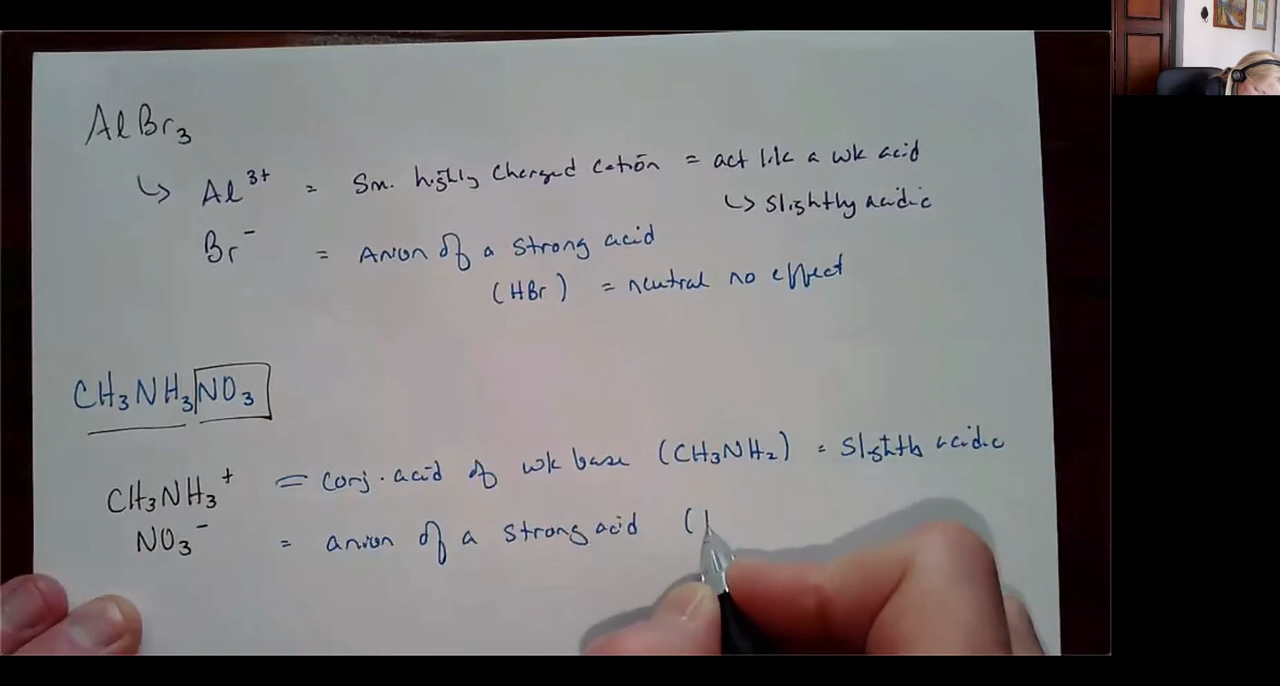 AlBr₃
↳ Al³⁺ = Sm. highly charged cation = act like a wk acid
↳ slightly acidic
Br⁻ = Anion of a strong acid
(HBr) = neutral no effect
CH₃NH₃NO₃
CH₃NH₃⁺ = conj. acid of wk base (CH₃NH₂) = slightly acidic
NO₃⁻ = anion of a strong acid (